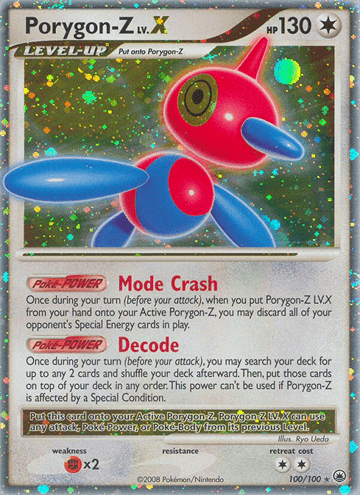 Porygon-Z LV.X HP 130
LEVEL-UP Put onto Porygon-Z
Poké-POWER Mode Crash
Once during your turn (before your attack), when you put Porygon-Z LV.X
from your hand onto your Active Porygon-Z, you may discard all of your
opponent's Special Energy cards in play.
Poké-POWER Decode
Once during your turn (before your attack), you may search your deck for
up to any 2 cards and shuffle your deck afterward. Then, put those cards
on top of your deck in any order. This power can't be used if Porygon-Z
is affected by a Special Condition.
Put this card onto your Active Porygon-Z. Porygon-Z LV.X can use
any attack, Poké-Power, or Poké-Body from its previous Level.
Illus. Ryo Ueda
weakness resistance retreat cost
x2
©2008 Pokémon/Nintendo 100/100